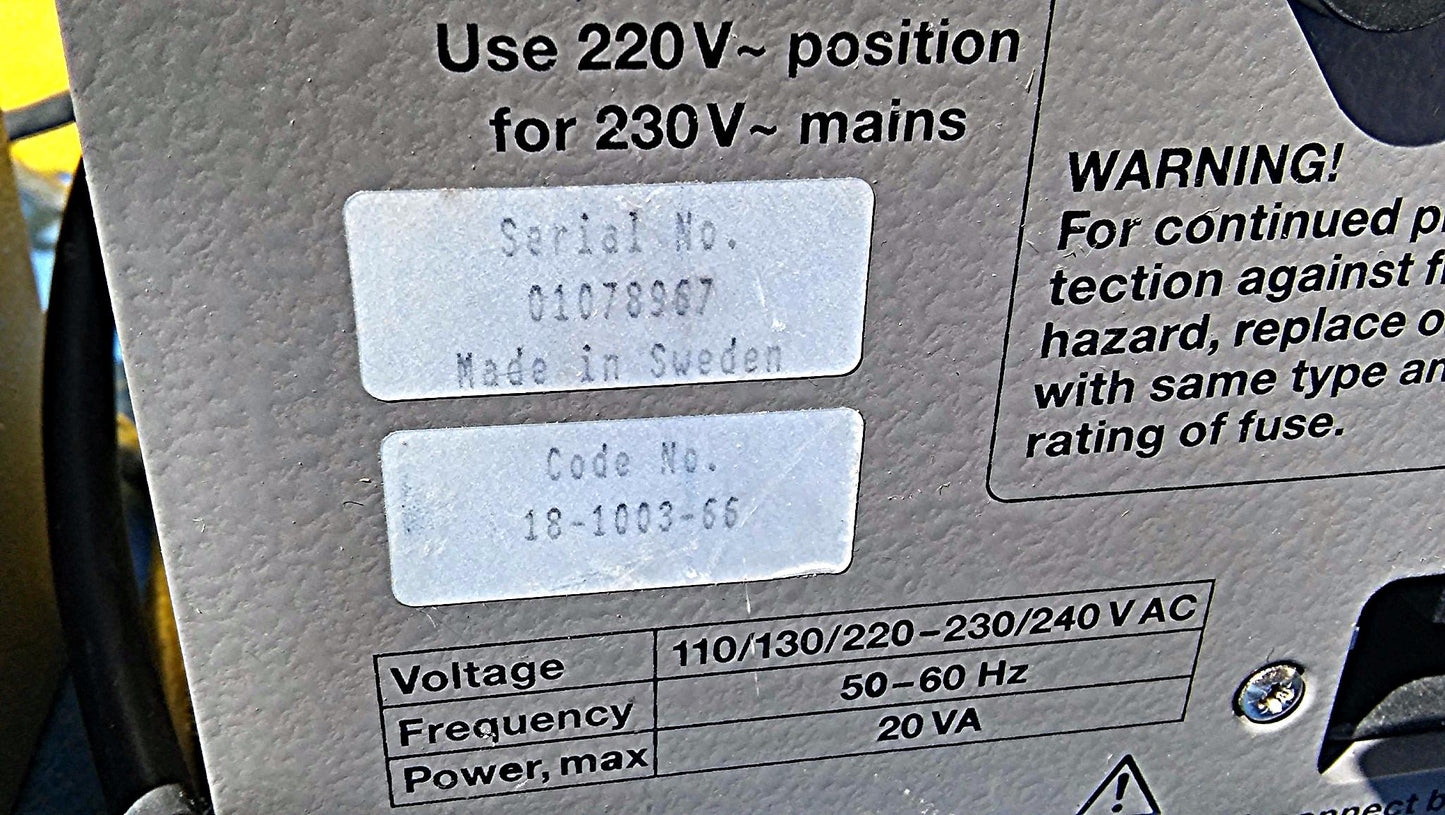 Use 220V~ position
for 230V~ mains
Serial No.
01078967
Made in Sweden
Code No.
18-1003-66
Voltage 110/130/220–230/240 V AC
Frequency 50–60 Hz
Power, max 20 VA
WARNING!
For continued
tection against
hazard, replace
with same type
rating of fuse.